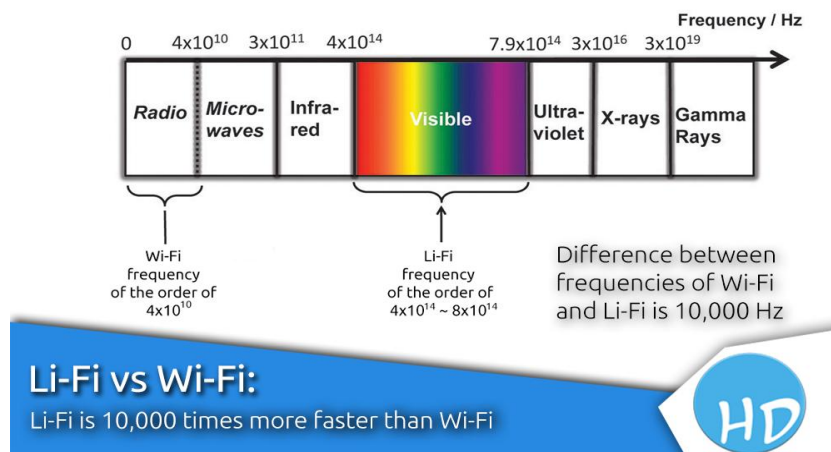 Frequency / Hz
0 4x10¹⁰ 3x10¹¹ 4x10¹⁴ 7.9x10¹⁴ 3x10¹⁶ 3x10¹⁹
Radio
Micro-
waves
Infra-
red
Visible
Ultra-
violet
X-rays
Gamma
Rays
Wi-Fi
frequency
of the order of
4x10¹⁰
Li-Fi
frequency
of the order of
4x10¹⁴ ~ 8x10¹⁴
Difference between
frequencies of Wi-Fi
and Li-Fi is 10,000 Hz
Li-Fi vs Wi-Fi:
Li-Fi is 10,000 times more faster than Wi-Fi
HD